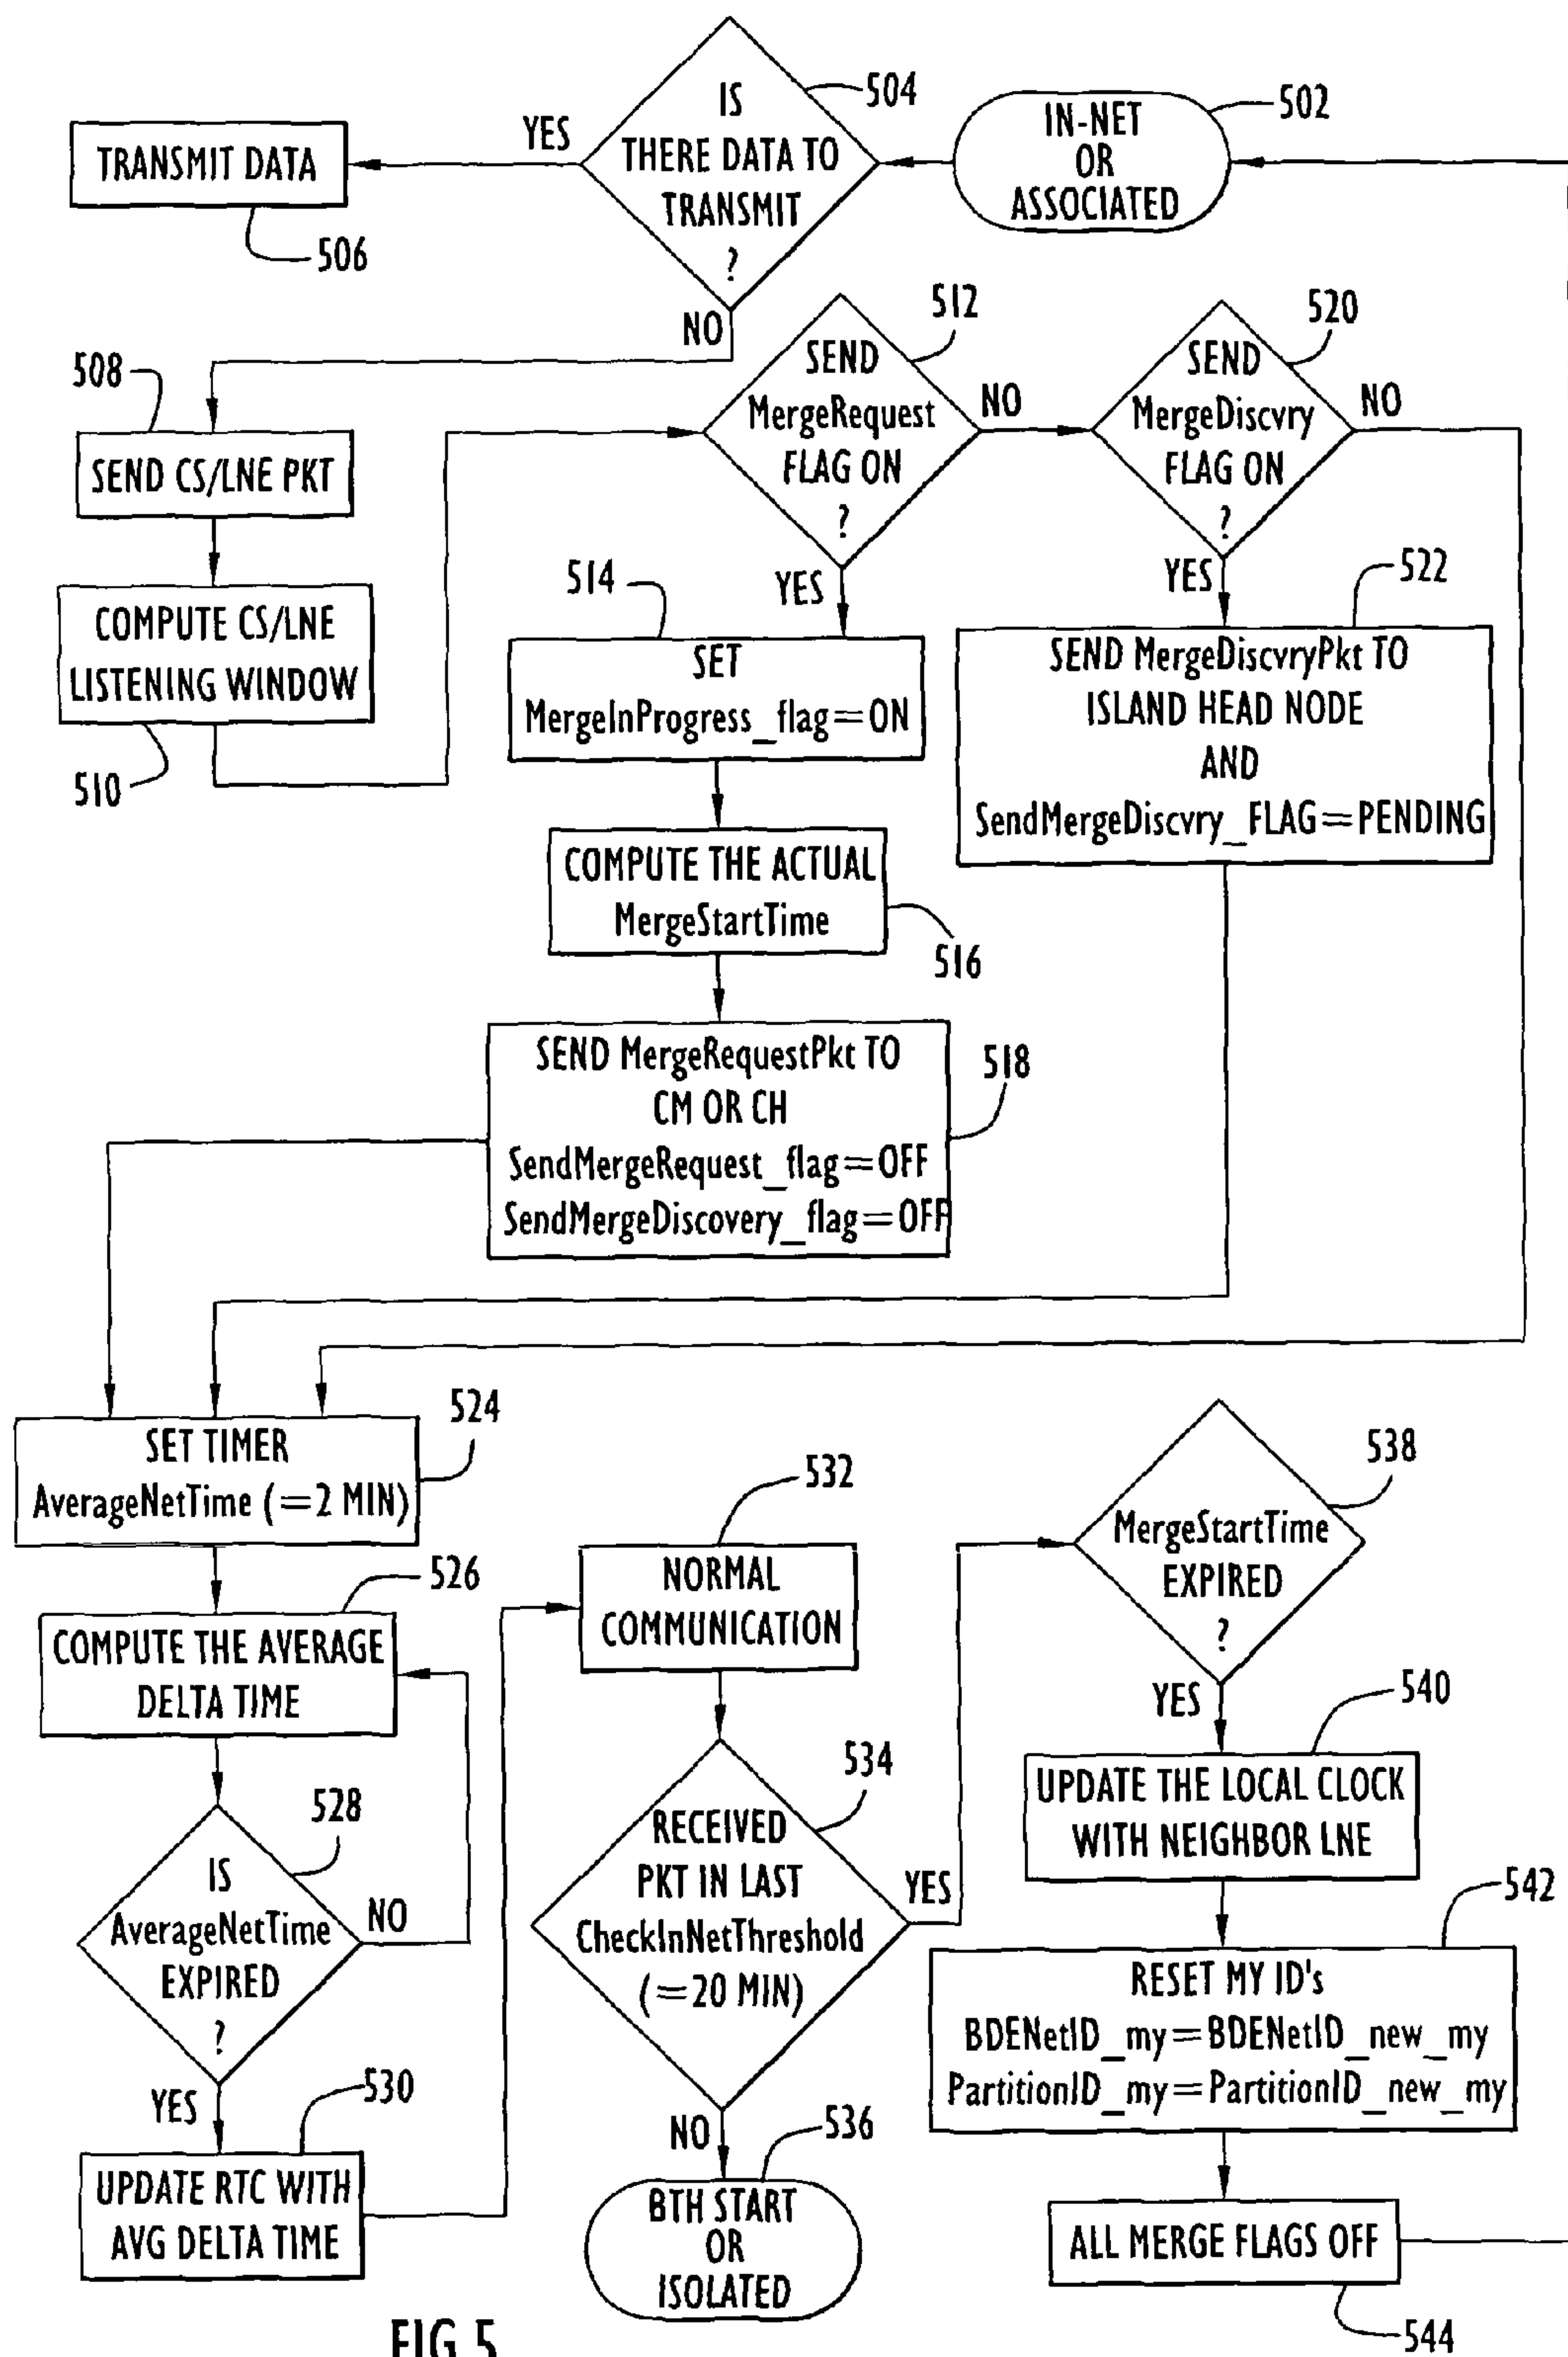 IS
THERE DATA TO
TRANSMIT
?
504
IN-NET
OR
ASSOCIATED
502
YES
TRANSMIT DATA
506
NO
508
SEND CS/LNE PKT
COMPUTE CS/LNE
LISTENING WINDOW
510
512
SEND
MergeRequest
FLAG ON
?
NO
520
SEND
MergeDiscvry
FLAG ON
?
NO
YES
514
SET
MergeInProgress_flag=ON
COMPUTE THE ACTUAL
MergeStartTime
516
SEND MergeRequestPkt TO
CM OR CH
SendMergeRequest_flag=OFF
SendMergeDiscovery_flag=OFF
518
YES
522
SEND MergeDiscvryPkt TO
ISLAND HEAD NODE
AND
SendMergeDiscvry_FLAG=PENDING
524
SET TIMER
AverageNetTime (=2 MIN)
526
COMPUTE THE AVERAGE
DELTA TIME
528
IS
AverageNetTime
EXPIRED
?
NO
YES
530
UPDATE RTC WITH
AVG DELTA TIME
532
NORMAL
COMMUNICATION
534
RECEIVED
PKT IN LAST
CheckInNetThreshold
(=20 MIN)
YES
NO
536
BTH START
OR
ISOLATED
538
MergeStartTime
EXPIRED
?
YES
540
UPDATE THE LOCAL CLOCK
WITH NEIGHBOR LNE
542
RESET MY ID's
BDENetID_my=BDENetID_new_my
PartitionID_my=PartitionID_new_my
ALL MERGE FLAGS OFF
544
FIG.5